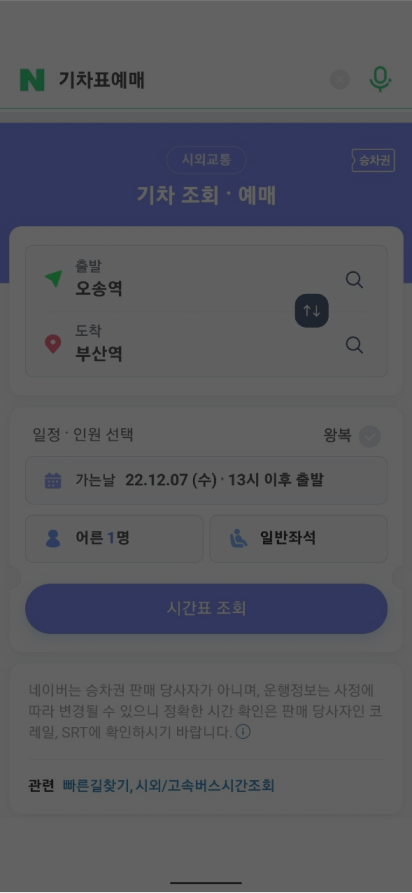 N 기차표예매
시외교통
승차권
기차 조회 · 예매
출발
오송역
도착
부산역
일정 · 인원 선택 왕복
가는날 22.12.07 (수) · 13시 이후 출발
어른 1명 일반좌석
시간표 조회
네이버는 승차권 판매 당사자가 아니며, 운행정보는 사정에
따라 변경될 수 있으니 정확한 시간 확인은 판매 당사자인 코
레일, SRT에 확인하시기 바랍니다.
관련 빠른길찾기, 시외/고속버스시간조회